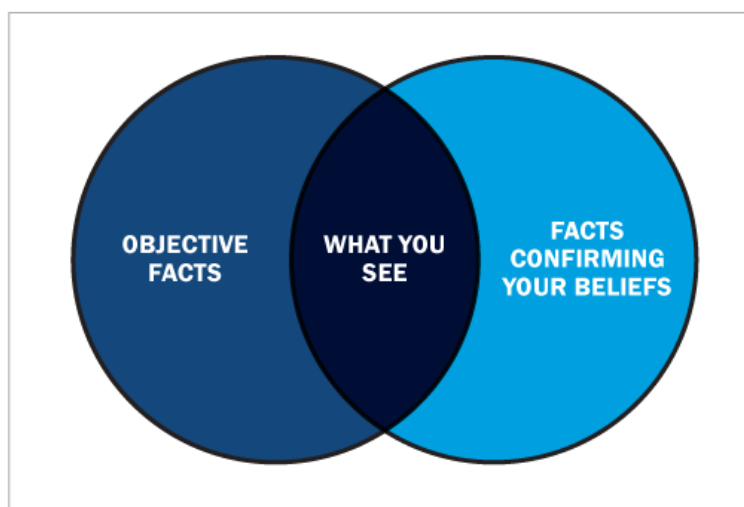 OBJECTIVE
FACTS
WHAT YOU
SEE
FACTS
CONFIRMING
YOUR BELIEFS